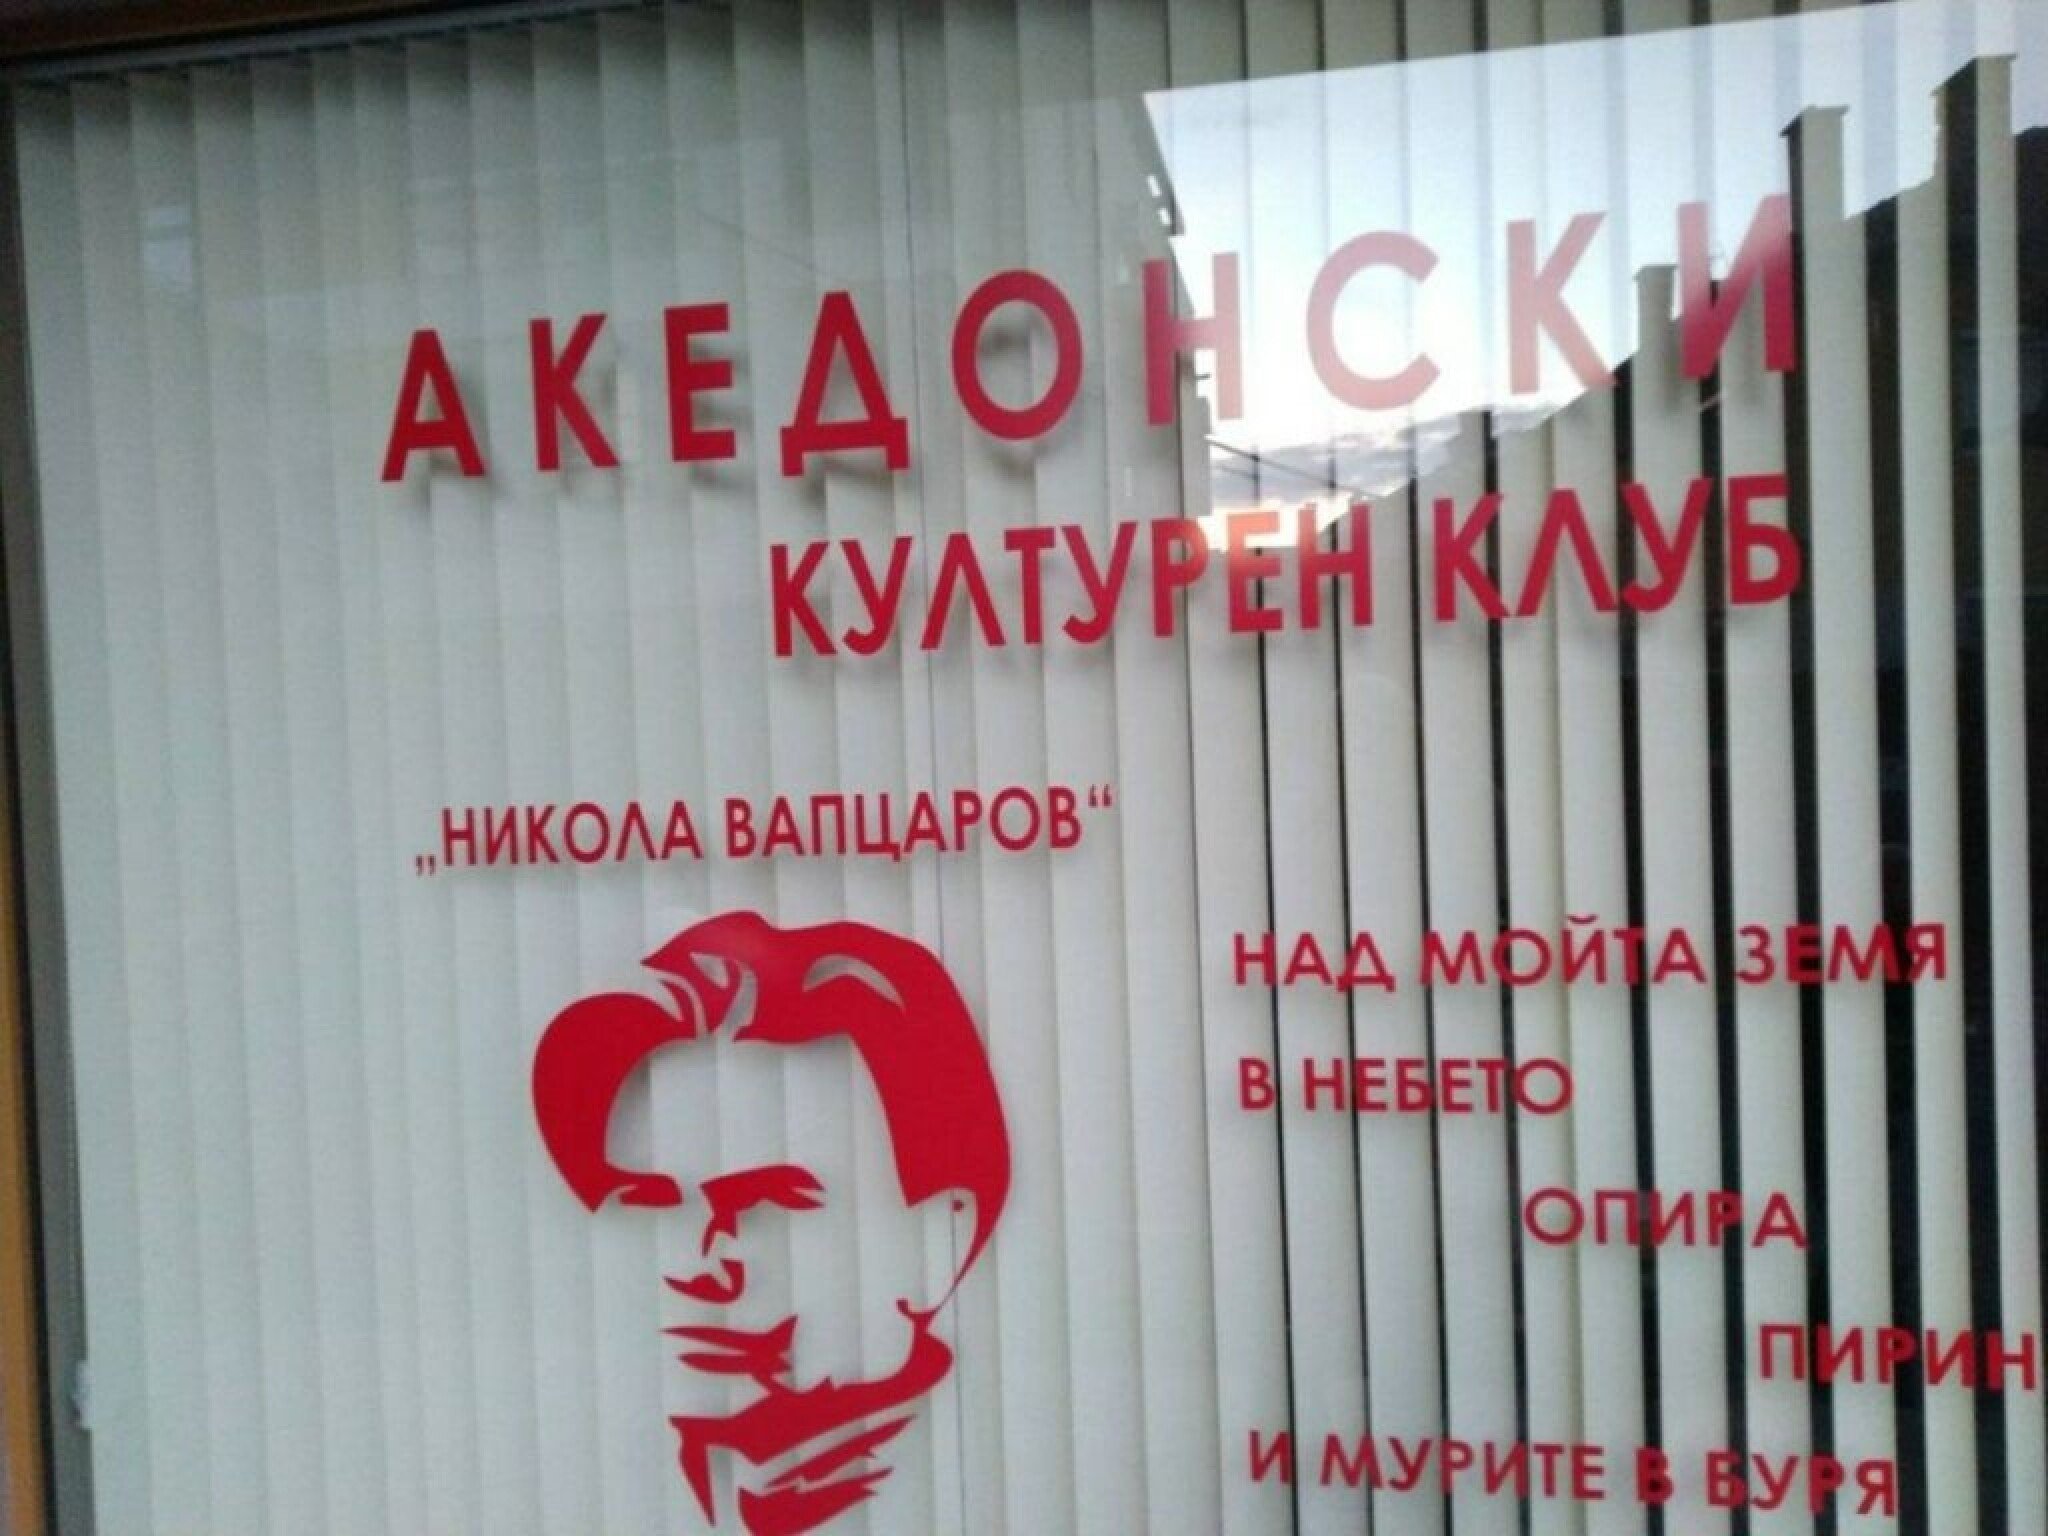 АКЕДОНСКИ
КУЛТУРЕН КЛУБ
„НИКОЛА ВАПЦАРОВ“
НАД МОЙТА ЗЕМЯ
В НЕБЕТО
ОПИРА
ПИРИН
И МУРИТЕ В БУРЯ